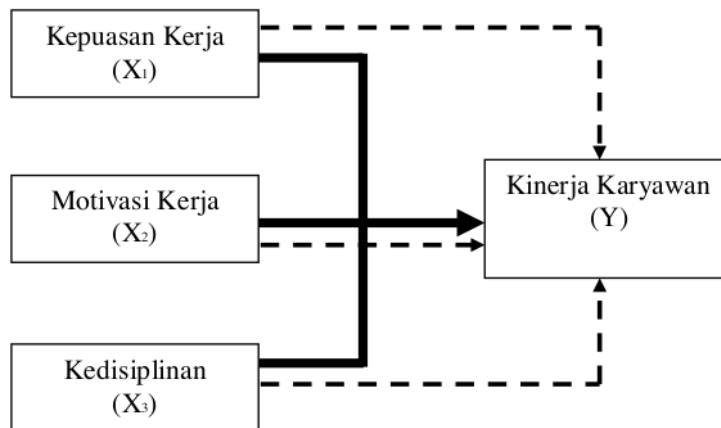 Kepuasan Kerja
(X₁)
Motivasi Kerja
(X₂)
Kinerja Karyawan
(Y)
Kedisiplinan
(X₃)